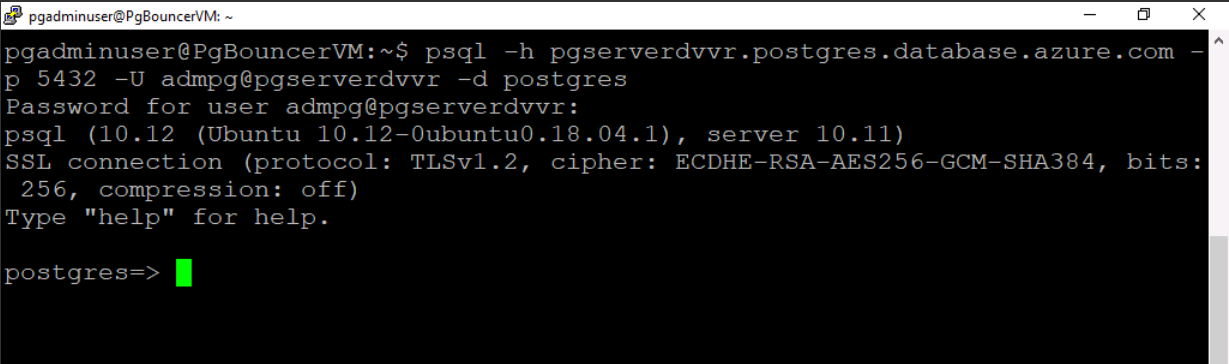 pgadminuser@PgBouncerVM: ~
pgadminuser@PgBouncerVM:~$ psql -h pgserverdvvr.postgres.database.azure.com -
p 5432 -U admpg@pgserverdvvr -d postgres
Password for user admpg@pgserverdvvr:
psql (10.12 (Ubuntu 10.12-0ubuntu0.18.04.1), server 10.11)
SSL connection (protocol: TLSv1.2, cipher: ECDHE-RSA-AES256-GCM-SHA384, bits:
 256, compression: off)
Type "help" for help.
postgres=>